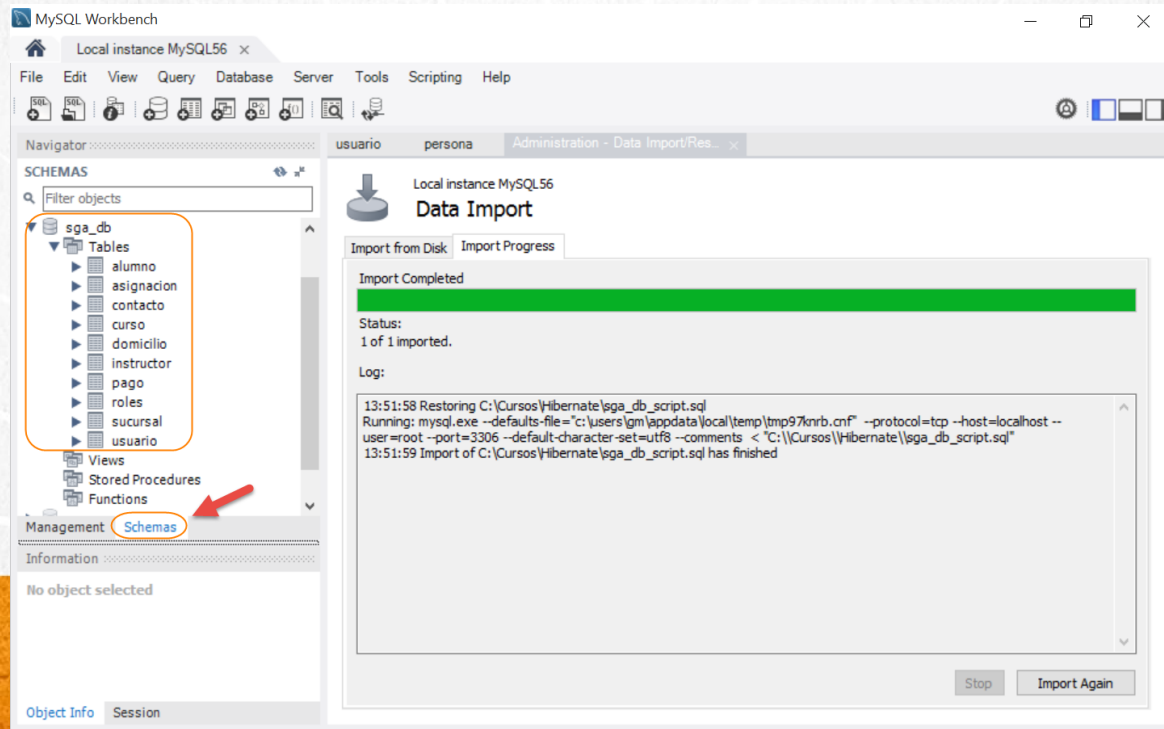 MySQL Workbench
Local instance MySQL56
File Edit View Query Database Server Tools Scripting Help
Navigator
SCHEMAS
Filter objects
sga_db
Tables
alumno
asignacion
contacto
curso
domicilio
instructor
pago
roles
sucursal
usuario
Views
Stored Procedures
Functions
Management Schemas
Information
No object selected
Object Info Session
usuario persona Administration - Data Import/Res..
Local instance MySQL56
Data Import
Import from Disk Import Progress
Import Completed
Status:
1 of 1 imported.
Log:
13:51:58 Restoring C:\Cursos\Hibernate\sga_db_script.sql
Running: mysql.exe --defaults-file="c:\users\gm\appdata\local\temp\tmp97knrb.cnf" --protocol=tcp --host=localhost --
user=root --port=3306 --default-character-set=utf8 --comments < "C:\\Cursos\\Hibernate\\sga_db_script.sql"
13:51:59 Import of C:\Cursos\Hibernate\sga_db_script.sql has finished
Stop Import Again